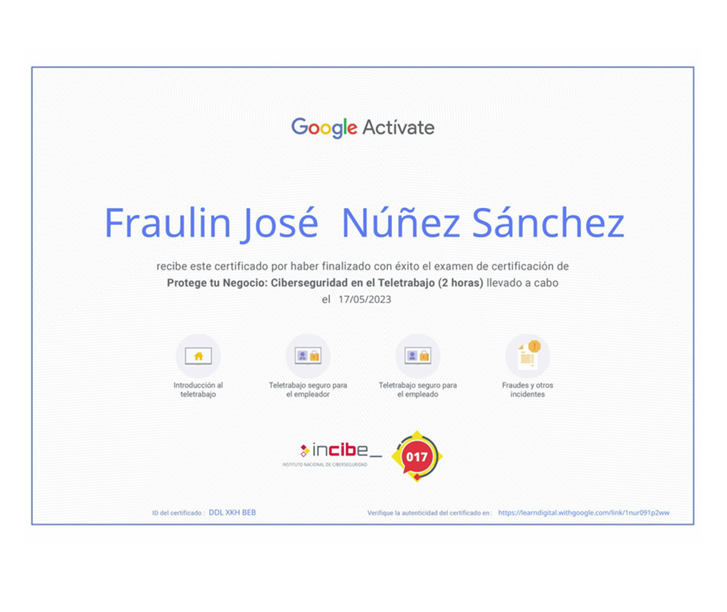 Google Actívate
Fraulin José Núñez Sánchez
recibe este certificado por haber finalizado con éxito el examen de certificación de
Protege tu Negocio: Ciberseguridad en el Teletrabajo (2 horas) llevado a cabo
el 17/05/2023
Introducción al
teletrabajo
Teletrabajo seguro para
el empleador
Teletrabajo seguro para
el empleado
Fraudes y otros
incidentes
incibe_
INSTITUTO NACIONAL DE CIBERSEGURIDAD
017
ID del certificado : DDL XKH BEB
Verifique la autenticidad del certificado en: https://learndigital.withgoogle.com/link/1nur091p2ww